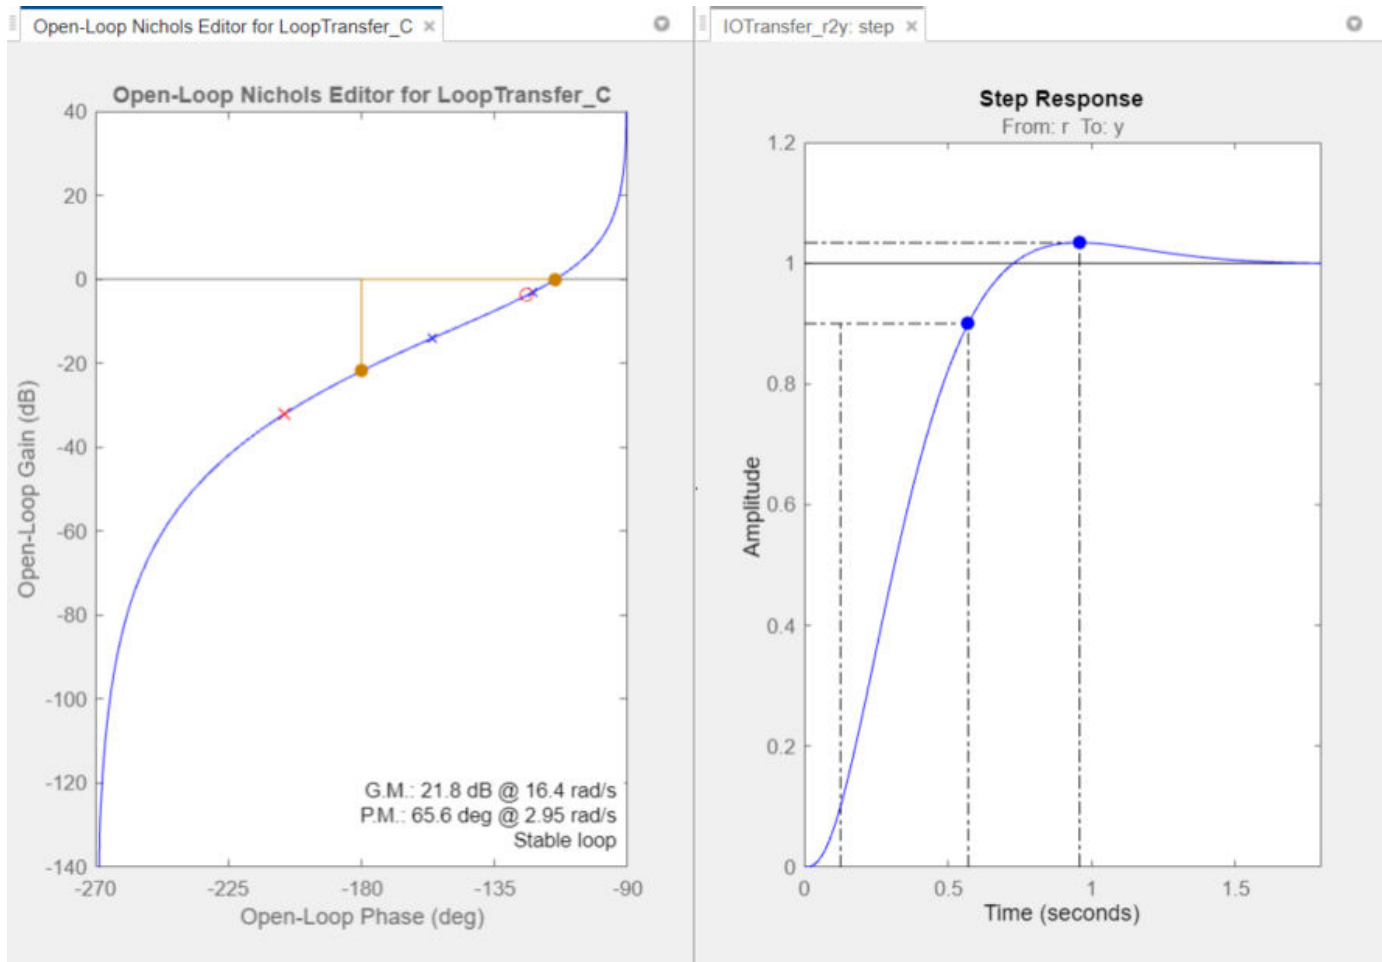 Open-Loop Nichols Editor for LoopTransfer_C ×
IOTransfer_r2y: step ×
Open-Loop Nichols Editor for LoopTransfer_C
40
20
0
-20
-40
-60
-80
-100
-120
-140
Open-Loop Gain (dB)
G.M.: 21.8 dB @ 16.4 rad/s
P.M.: 65.6 deg @ 2.95 rad/s
Stable loop
-270 -225 -180 -135 -90
Open-Loop Phase (deg)
Step Response
From: r To: y
1.2
1
0.8
0.6
0.4
0.2
0
Amplitude
0 0.5 1 1.5
Time (seconds)